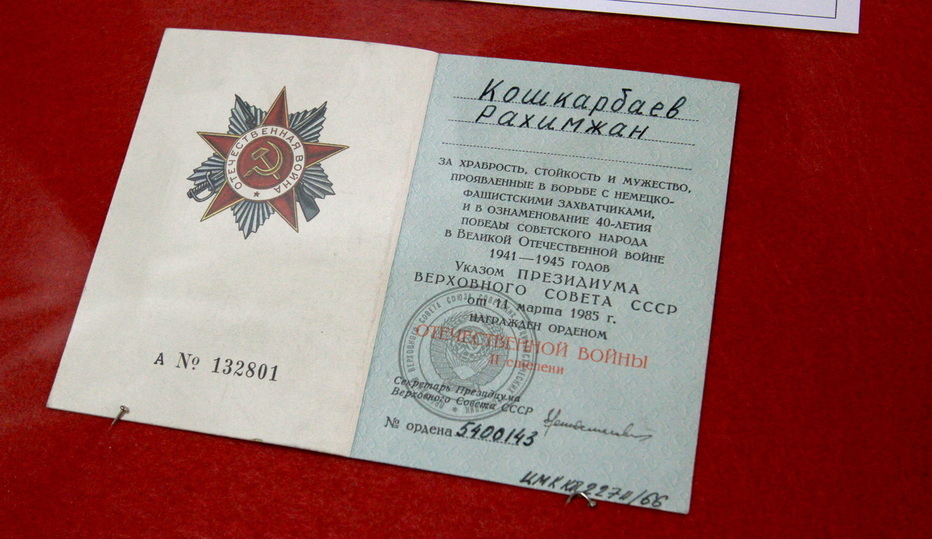 ОТЕЧЕСТВЕННАЯ ВОЙНА
А № 132801
Кошкарбаев
Рахимжан
ЗА ХРАБРОСТЬ, СТОЙКОСТЬ И МУЖЕСТВО,
ПРОЯВЛЕННЫЕ В БОРЬБЕ С НЕМЕЦКО-
ФАШИСТСКИМИ ЗАХВАТЧИКАМИ,
И В ОЗНАМЕНОВАНИЕ 40-ЛЕТИЯ
ПОБЕДЫ СОВЕТСКОГО НАРОДА
В ВЕЛИКОЙ ОТЕЧЕСТВЕННОЙ ВОЙНЕ
1941—1945 ГОДОВ
УКАЗОМ ПРЕЗИДИУМА
ВЕРХОВНОГО СОВЕТА СССР
от 11 марта 1985 г.
НАГРАЖДЕН ОРДЕНОМ
ОТЕЧЕСТВЕННОЙ ВОЙНЫ
II степени
Секретарь Президиума
Верховного Совета СССР
№ ордена 5400143